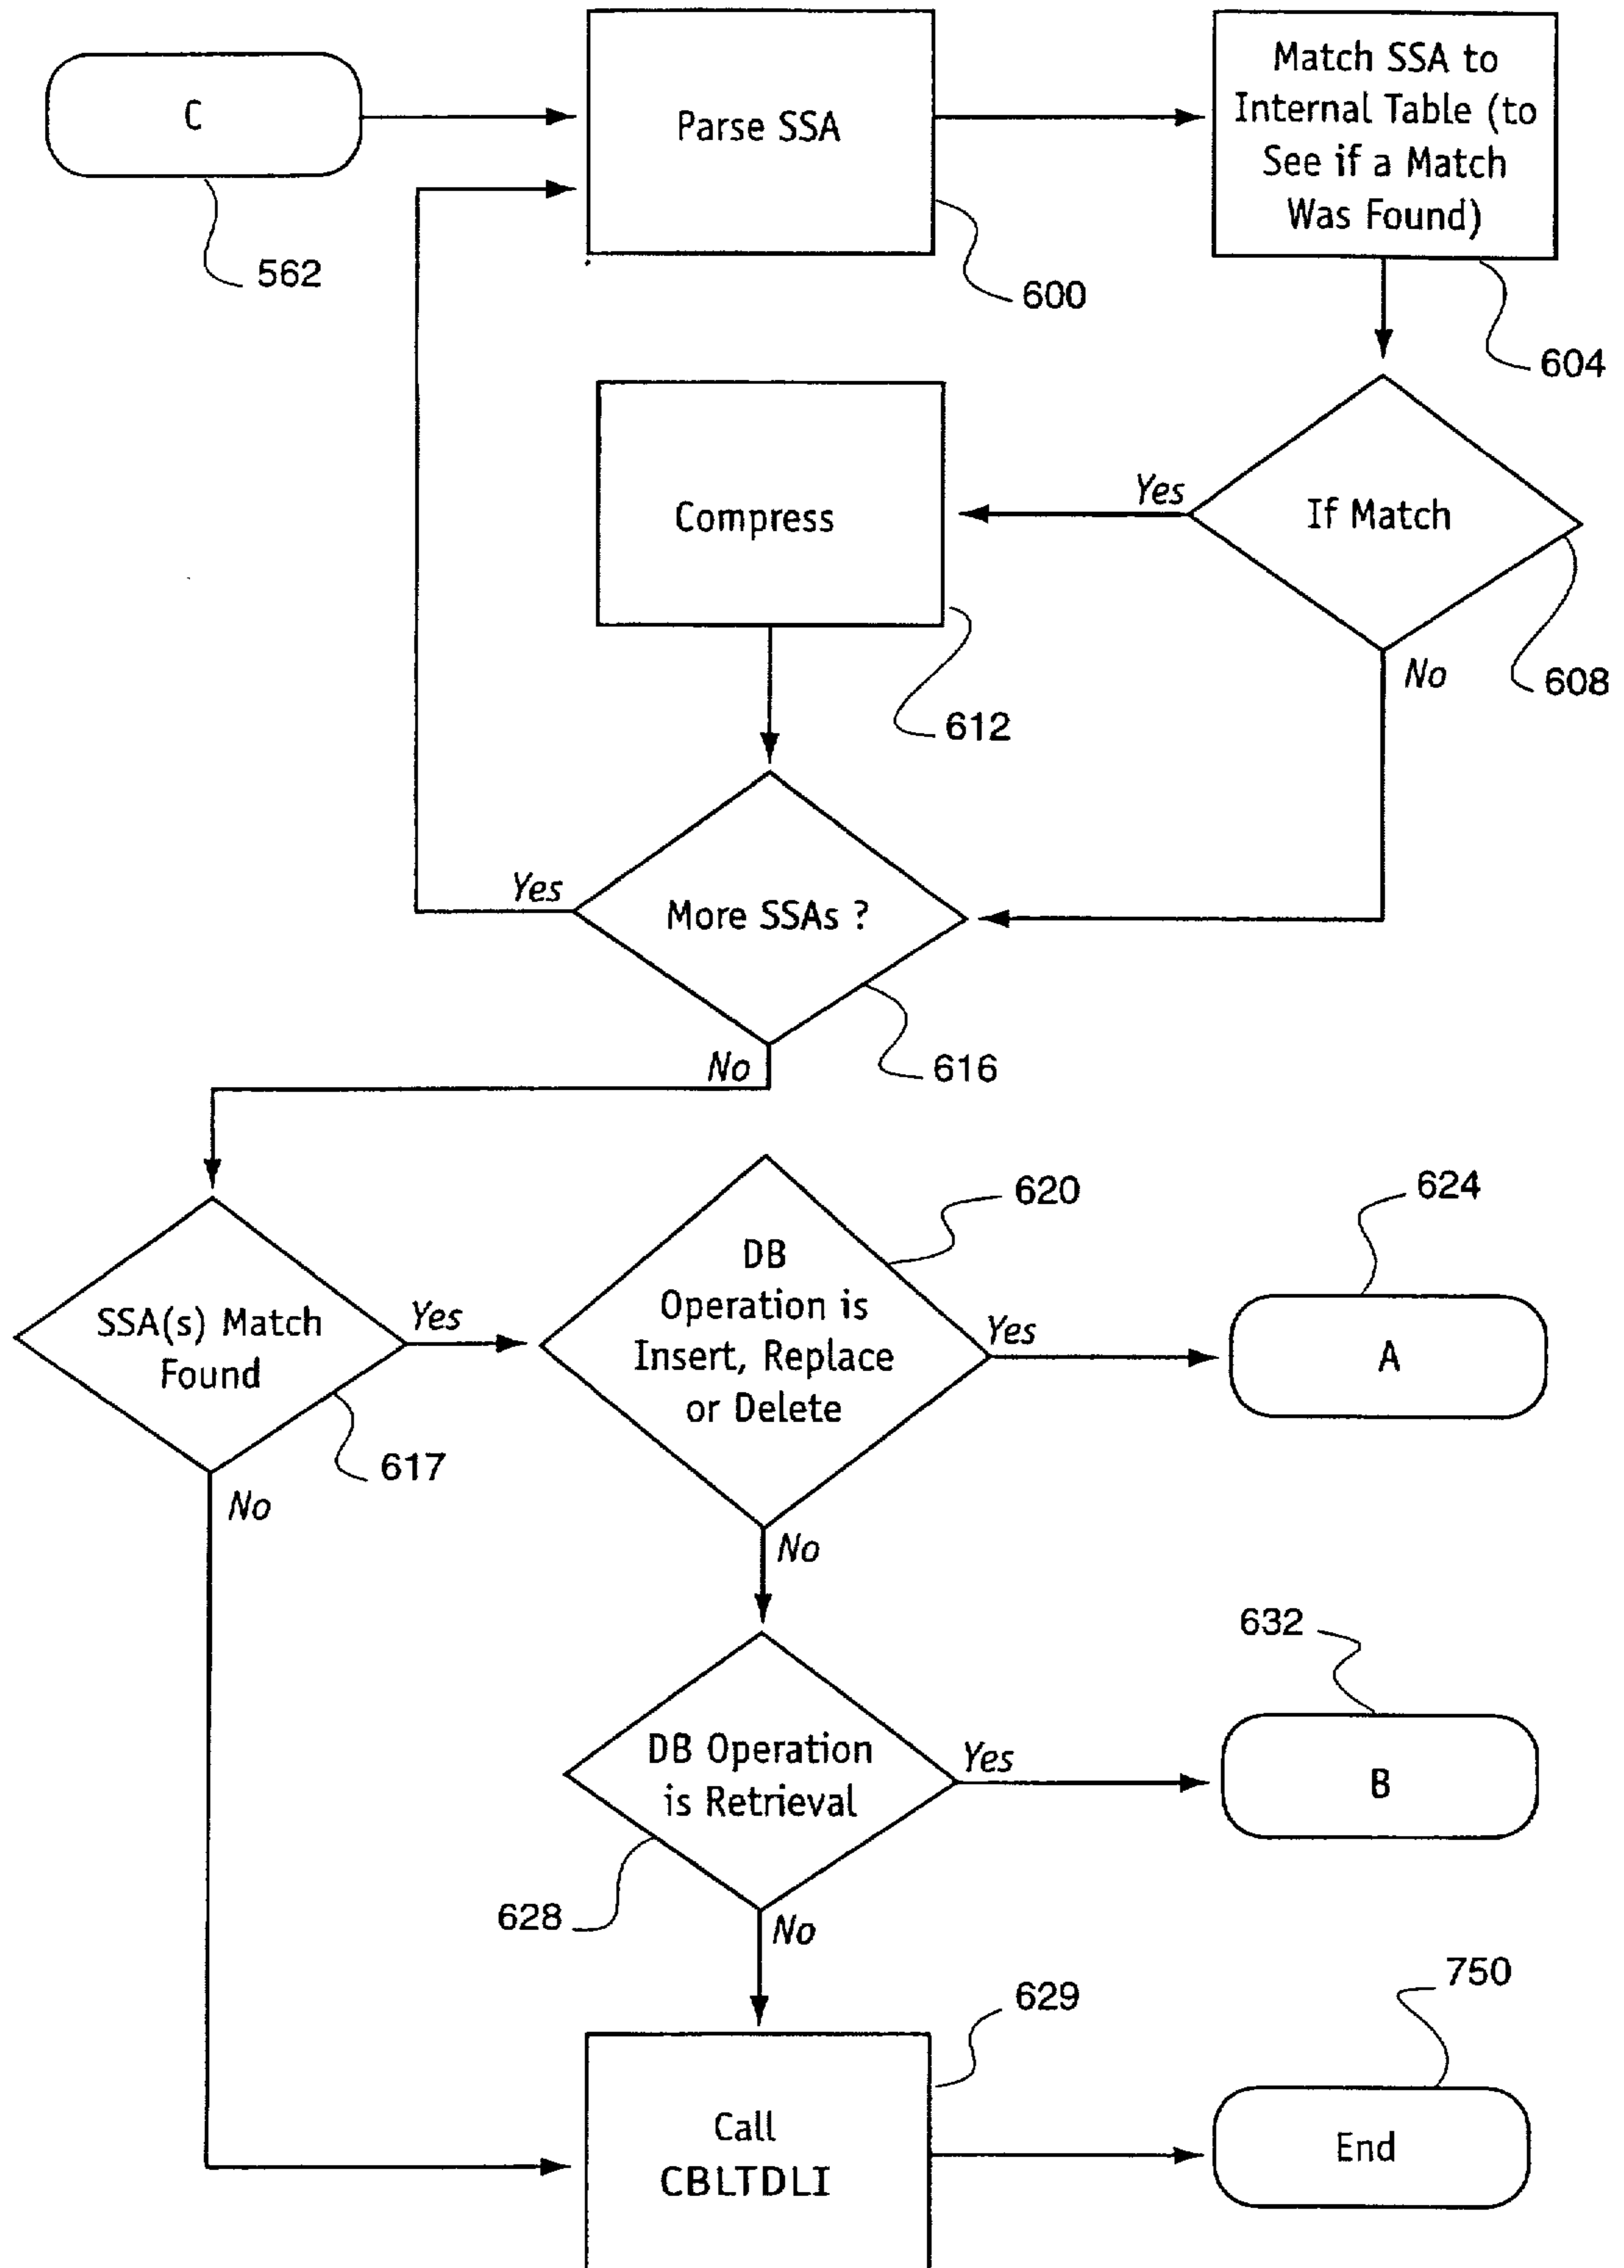 C
562
Parse SSA
600
Match SSA to
Internal Table (to
See if a Match
Was Found)
604
If Match
608
Yes
No
Compress
612
More SSAs ?
616
Yes
No
SSA(s) Match
Found
617
Yes
No
DB
Operation is
Insert, Replace
or Delete
620
Yes
No
A
624
DB Operation
is Retrieval
628
Yes
No
B
632
Call
CBLTDLI
629
End
750